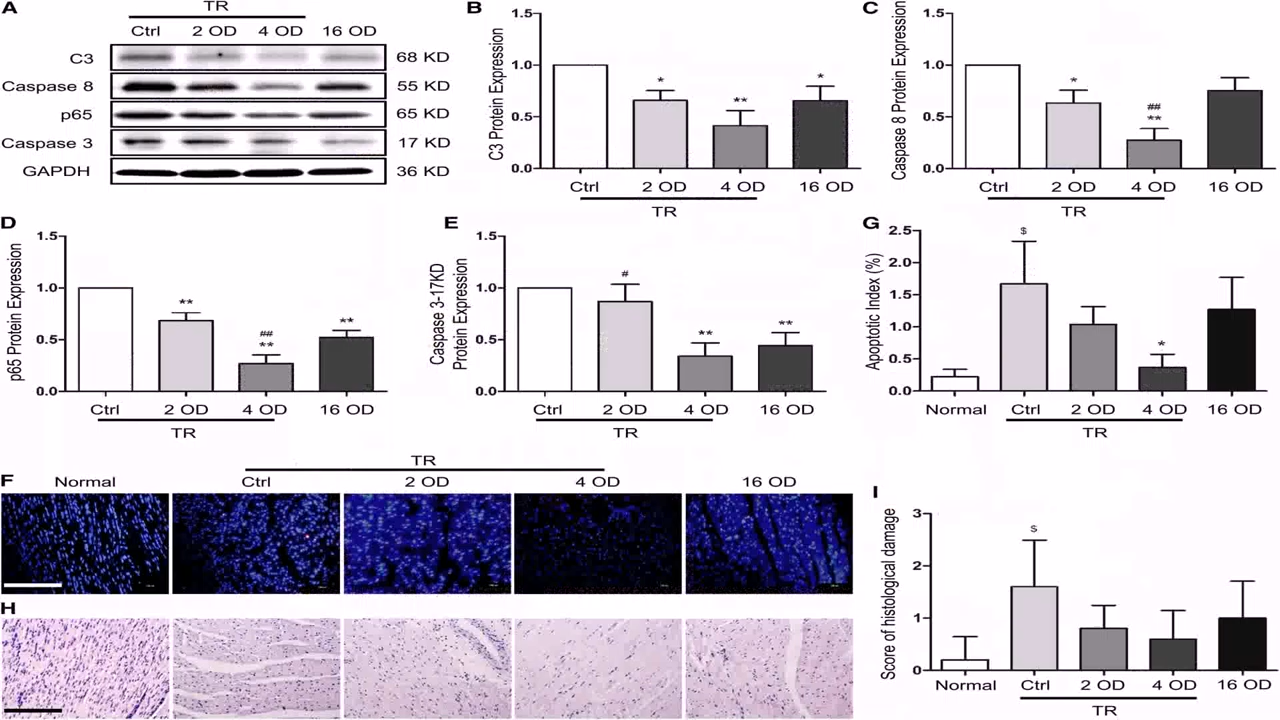 A
TR
Ctrl 2 OD 4 OD 16 OD
C3 68 KD
Caspase 8 55 KD
p65 65 KD
Caspase 3 17 KD
GAPDH 36 KD
B
C3 Protein Expression
1.5
1.0
0.5
0.0
* ** *
Ctrl 2 OD 4 OD 16 OD
TR
C
Caspase 8 Protein Expression
1.5
1.0
0.5
0.0
* ## **
Ctrl 2 OD 4 OD 16 OD
TR
D
p65 Protein Expression
1.5
1.0
0.5
0.0
** ## ** **
Ctrl 2 OD 4 OD 16 OD
TR
E
Caspase 3-17KD
Protein Expression
1.5
1.0
0.5
0.0
# ** **
Ctrl 2 OD 4 OD 16 OD
TR
G
Apoptotic Index (%)
2.5
2.0
1.5
1.0
0.5
0.0
$ *
Normal Ctrl 2 OD 4 OD 16 OD
TR
F
TR
Normal Ctrl 2 OD 4 OD 16 OD
H
I
Score of histological damage
3
2
1
0
$
Normal Ctrl 2 OD 4 OD 16 OD
TR